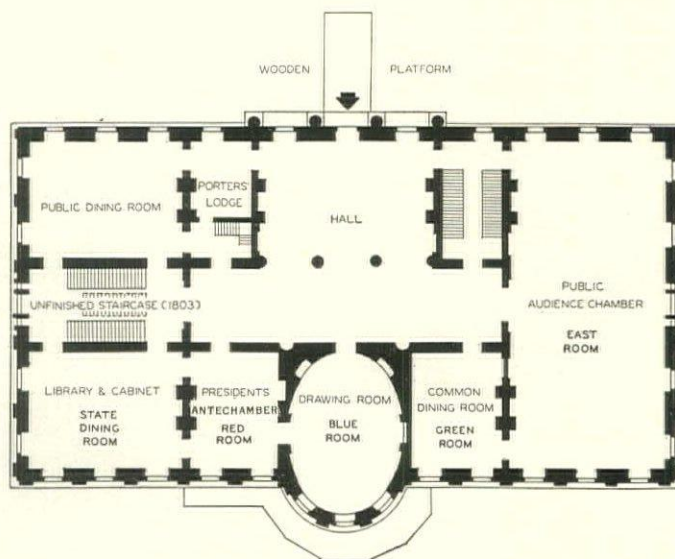 WOODEN PLATFORM
PUBLIC DINING ROOM
PORTERS'
LODGE
HALL
UNFINISHED STAIRCASE (1803)
PUBLIC
AUDIENCE CHAMBER
EAST
ROOM
LIBRARY & CABINET
STATE
DINING
ROOM
PRESIDENTS
ANTECHAMBER
RED
ROOM
DRAWING ROOM
BLUE
ROOM
COMMON
DINING ROOM
GREEN
ROOM